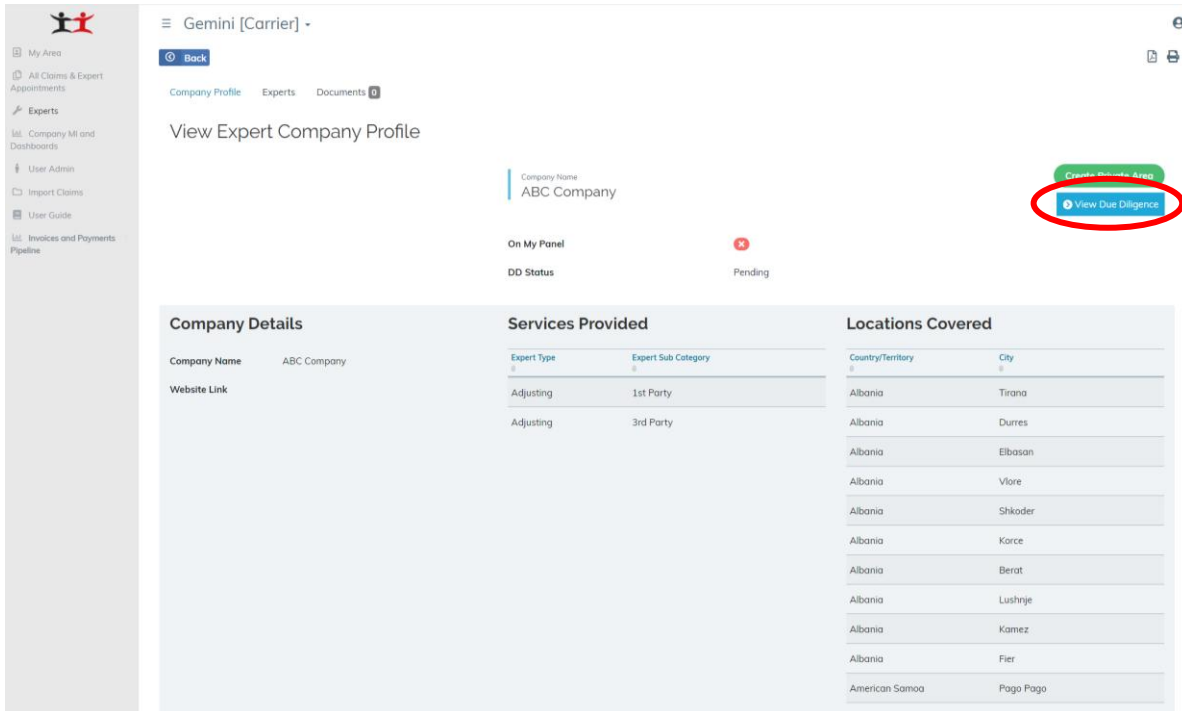 Gemini [Carrier]
Back
My Area
All Claims & Expert
Appointments
Experts
Company MI and
Dashboards
User Admin
Import Claims
User Guide
Invoices and Payments
Pipeline
Company Profile Experts Documents 0
View Expert Company Profile
Company Name
ABC Company
Create Private Area
View Due Diligence
On My Panel
DD Status Pending
Company Details
Company Name ABC Company
Website Link
Services Provided
Expert Type Expert Sub Category
Adjusting 1st Party
Adjusting 3rd Party
Locations Covered
Country/Territory City
Albania Tirana
Albania Durres
Albania Elbasan
Albania Vlore
Albania Shkoder
Albania Korce
Albania Berat
Albania Lushnje
Albania Kamez
Albania Fier
American Samoa Pago Pago